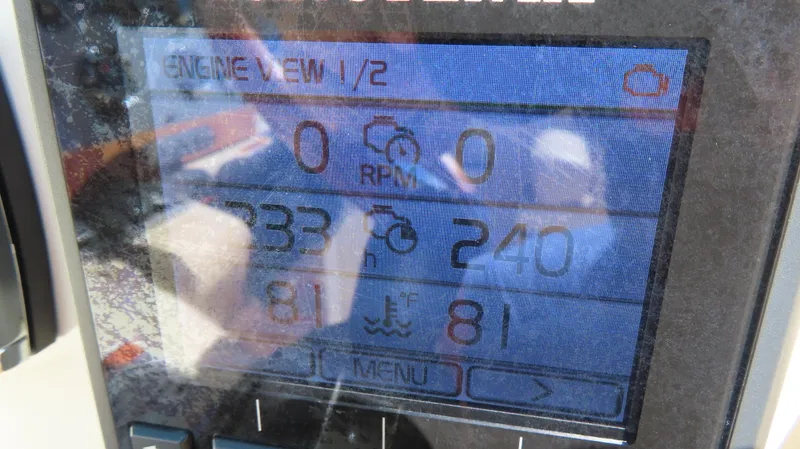 ENGINE VIEW 1/2
0 RPM 0
233 h 240
81 °F 81
MENU >